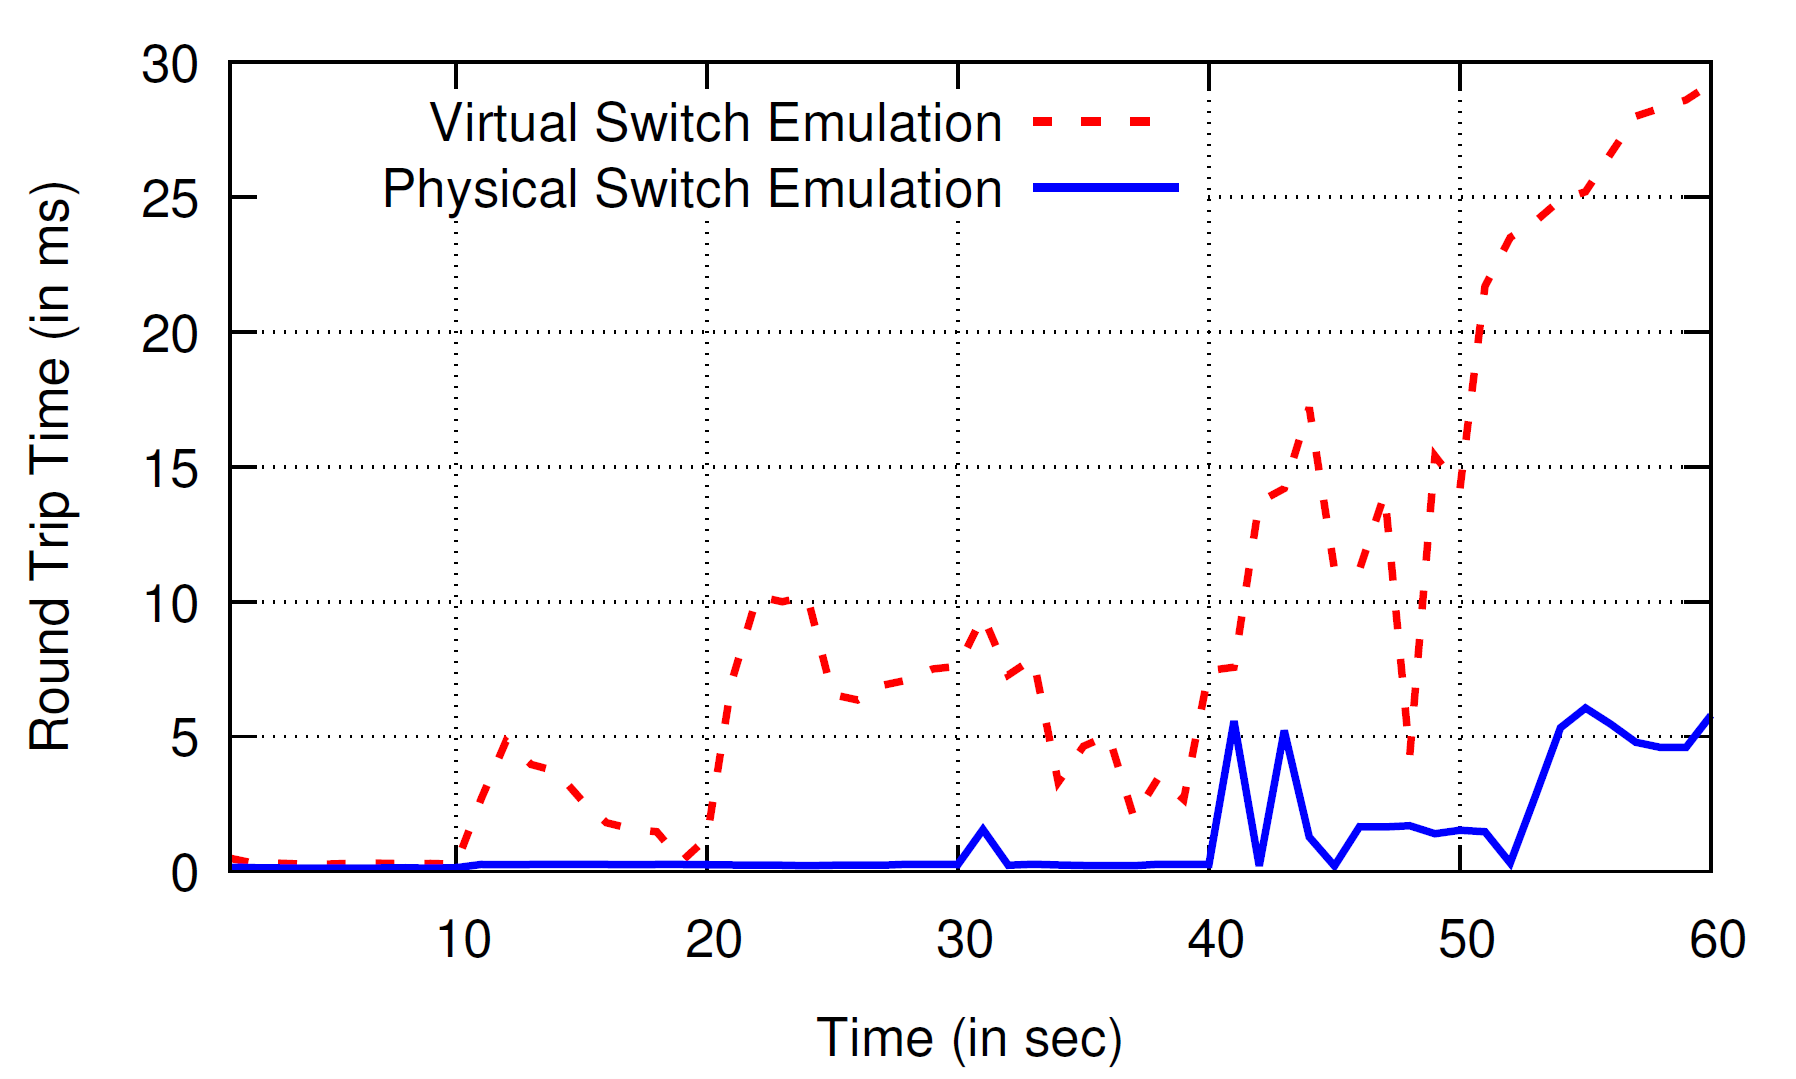 30
25
20
15
10
5
0
Round Trip Time (in ms)
Virtual Switch Emulation
Physical Switch Emulation
10 20 30 40 50 60
Time (in sec)